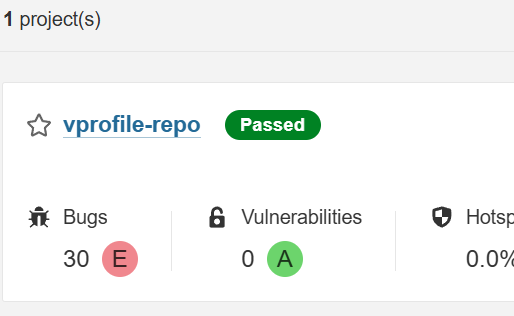 1 project(s)
vprofile-repo Passed
Bugs Vulnerabilities
30 E 0 A 0.0%